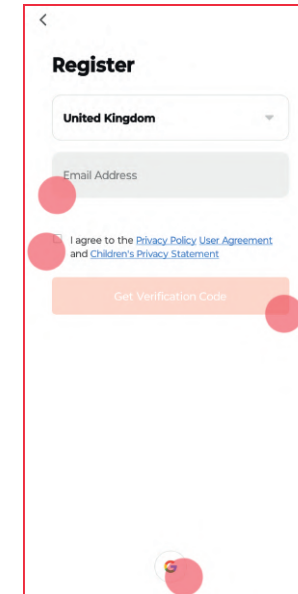 Register
United Kingdom
Email Address
I agree to the Privacy Policy User Agreement
and Children's Privacy Statement
Get Verification Code